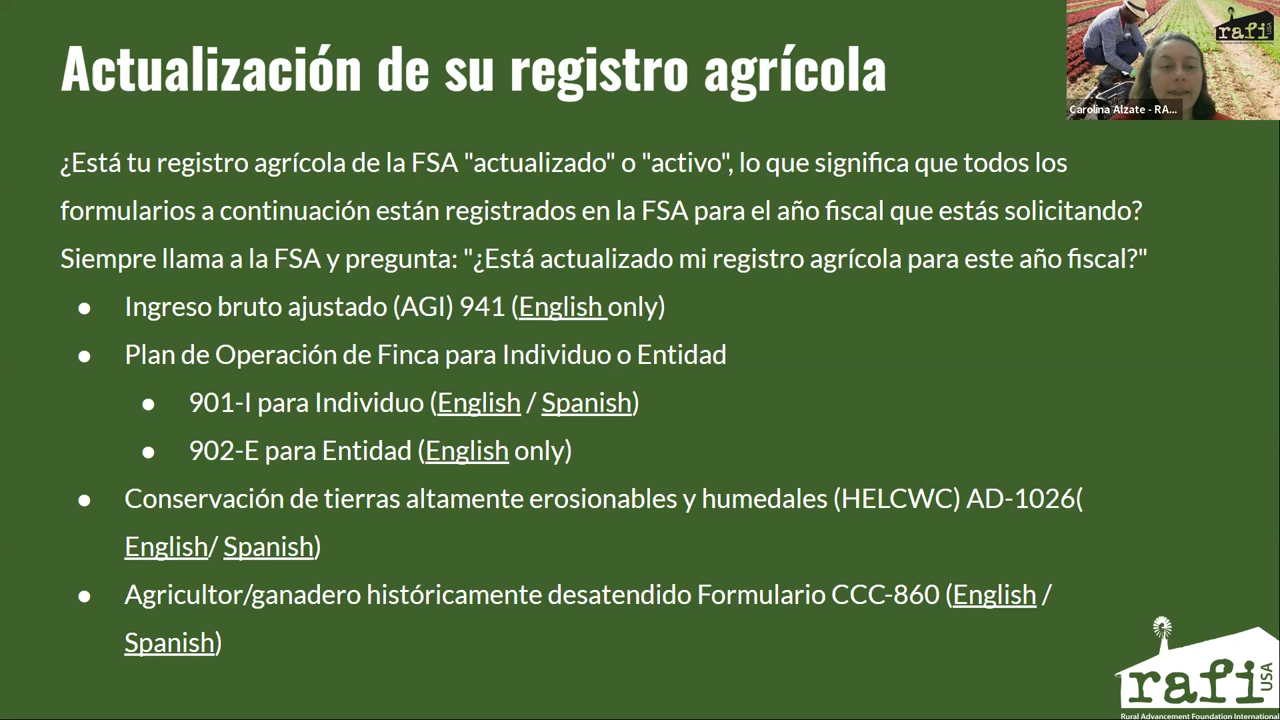 Actualización de su registro agrícola
rafi
USA
Carolina Alzate - RA...
¿Está tu registro agrícola de la FSA "actualizado" o "activo", lo que significa que todos los
formularios a continuación están registrados en la FSA para el año fiscal que estás solicitando?
Siempre llama a la FSA y pregunta: "¿Está actualizado mi registro agrícola para este año fiscal?"
● Ingreso bruto ajustado (AGI) 941 (English only)
● Plan de Operación de Finca para Individuo o Entidad
● 901-I para Individuo (English / Spanish)
● 902-E para Entidad (English only)
● Conservación de tierras altamente erosionables y humedales (HELCWC) AD-1026(
English/ Spanish)
● Agricultor/ganadero históricamente desatendido Formulario CCC-860 (English /
Spanish)
rafi
USA
Rural Advancement Foundation International